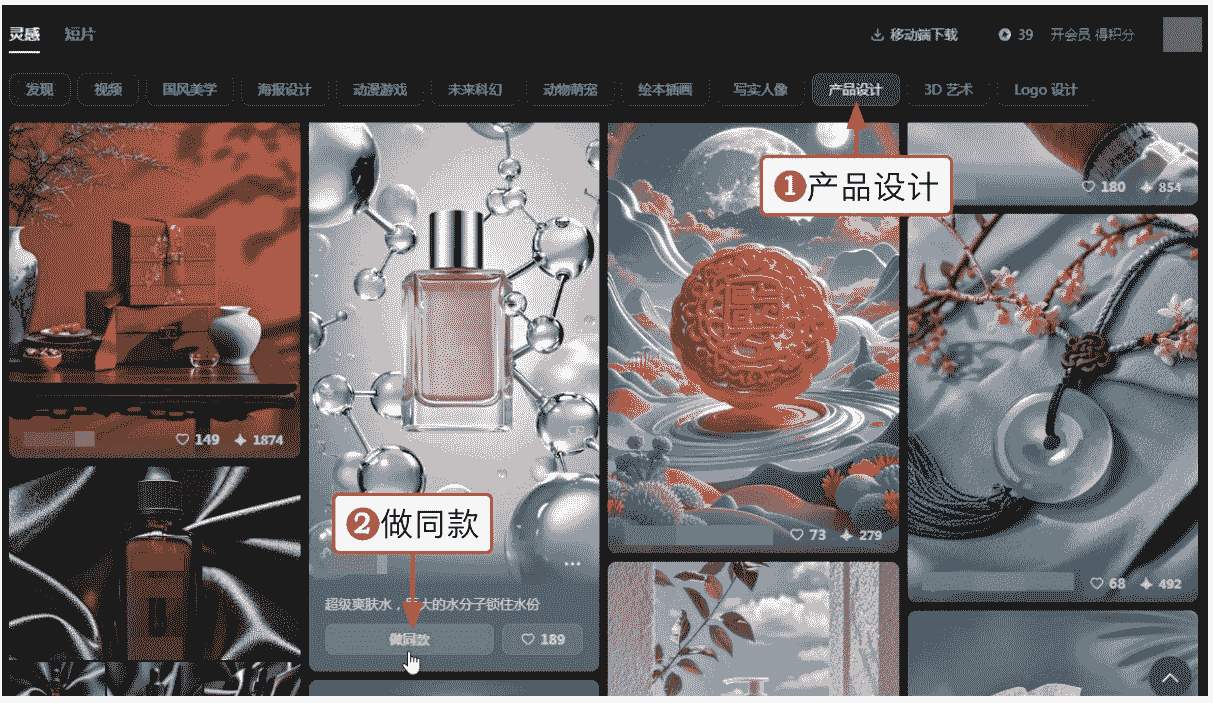 灵感 短片 移动端下载 39 开会员 得积分
发现 视频 国风美学 海报设计 动漫游戏 未来科幻 动物萌宠 绘本插画 写实人像 产品设计 3D 艺术 Logo 设计
❶产品设计
180 854
149 1874
❷做同款
73 279
超级爽肤水，巨大的水分子锁住水份
做同款 189
68 492